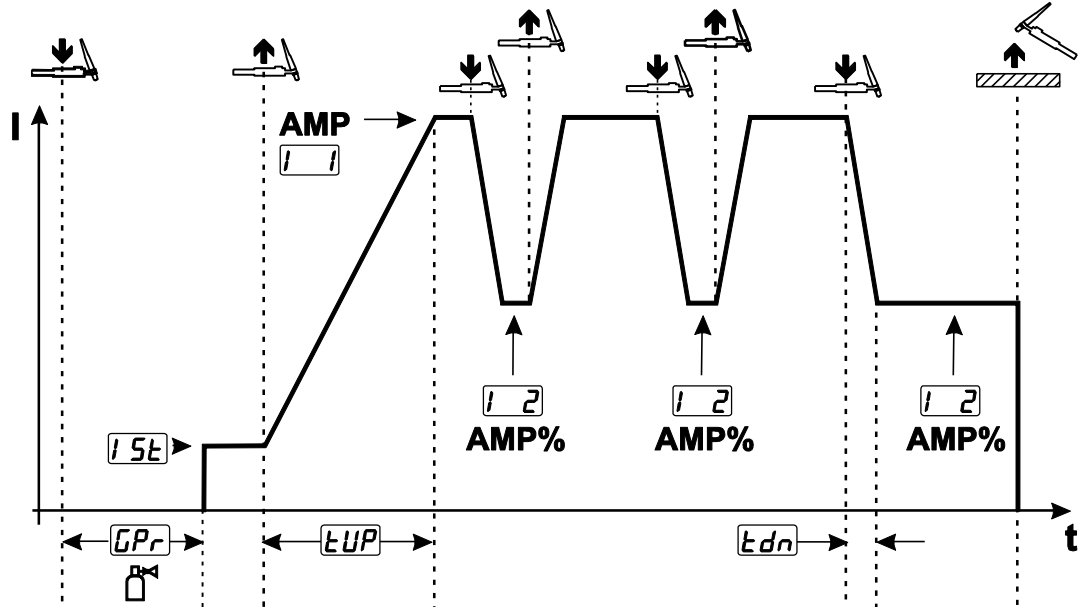 I
AMP
I 1
I 2
I 2
I 2
AMP%
AMP%
AMP%
I St
GPr
tUP
tdn
t